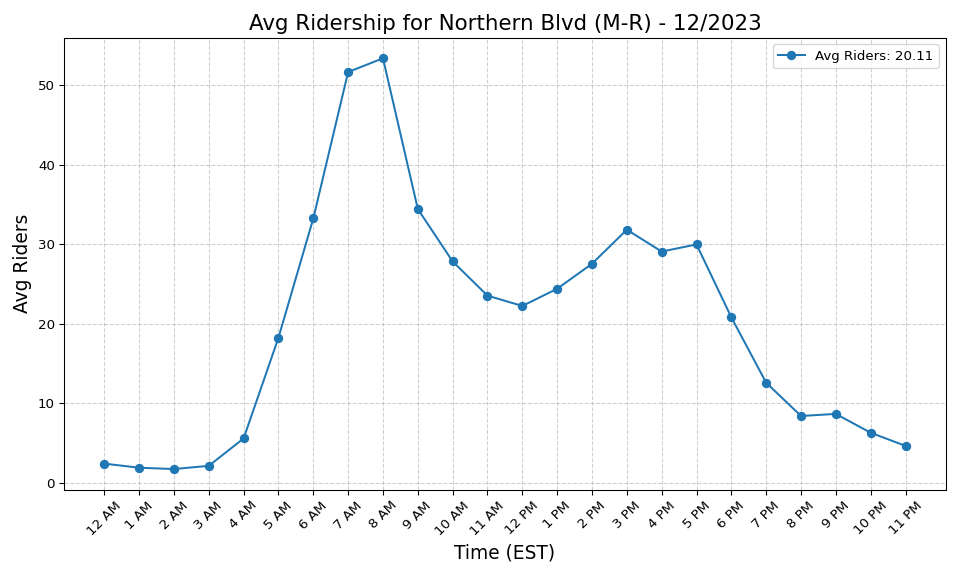 Avg Ridership for Northern Blvd (M-R) - 12/2023
Avg Riders: 20.11
Avg Riders
50
40
30
20
10
0
12 AM
1 AM
2 AM
3 AM
4 AM
5 AM
6 AM
7 AM
8 AM
9 AM
10 AM
11 AM
12 PM
1 PM
2 PM
3 PM
4 PM
5 PM
6 PM
7 PM
8 PM
9 PM
10 PM
11 PM
Time (EST)